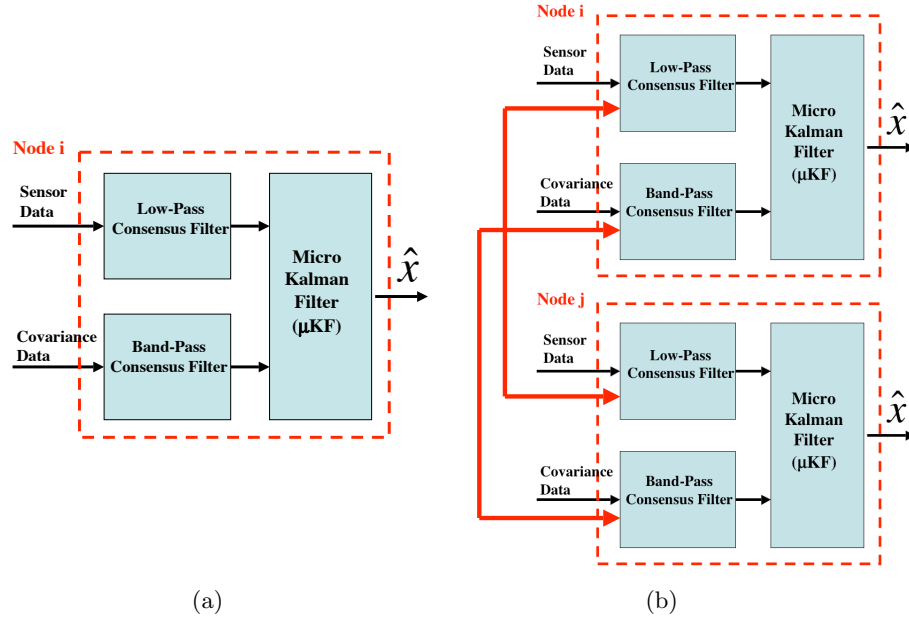 Node i
Sensor
Data
Low-Pass
Consensus Filter
Covariance
Data
Band-Pass
Consensus Filter
Micro
Kalman
Filter
(μKF)
x̂
(a)
Node i
Sensor
Data
Low-Pass
Consensus Filter
Covariance
Data
Band-Pass
Consensus Filter
Micro
Kalman
Filter
(μKF)
x̂
Node j
Sensor
Data
Low-Pass
Consensus Filter
Covariance
Data
Band-Pass
Consensus Filter
Micro
Kalman
Filter
(μKF)
x̂
(b)